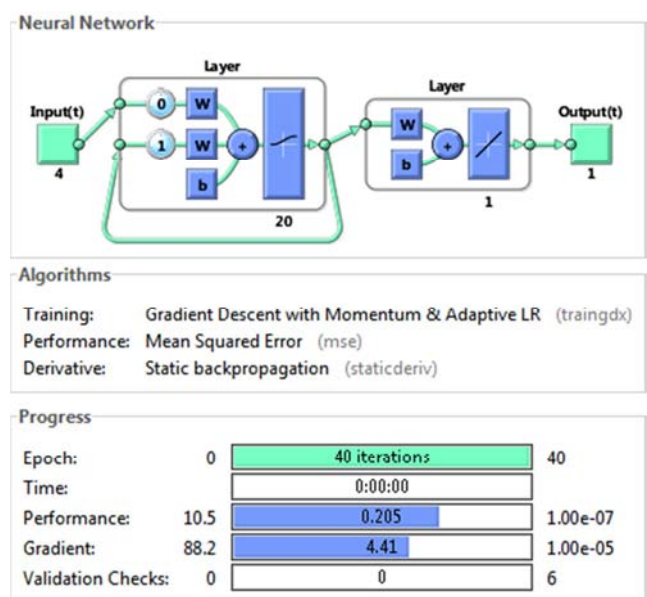 Neural Network
Layer
Layer
Input(t)
0
W
1
W
+
b
4
20
W
b
+
1
Output(t)
1
Algorithms
Training: Gradient Descent with Momentum & Adaptive LR (traingdx)
Performance: Mean Squared Error (mse)
Derivative: Static backpropagation (staticderiv)
Progress
Epoch: 0 40 iterations 40
Time: 0:00:00
Performance: 10.5 0.205 1.00e-07
Gradient: 88.2 4.41 1.00e-05
Validation Checks: 0 0 6